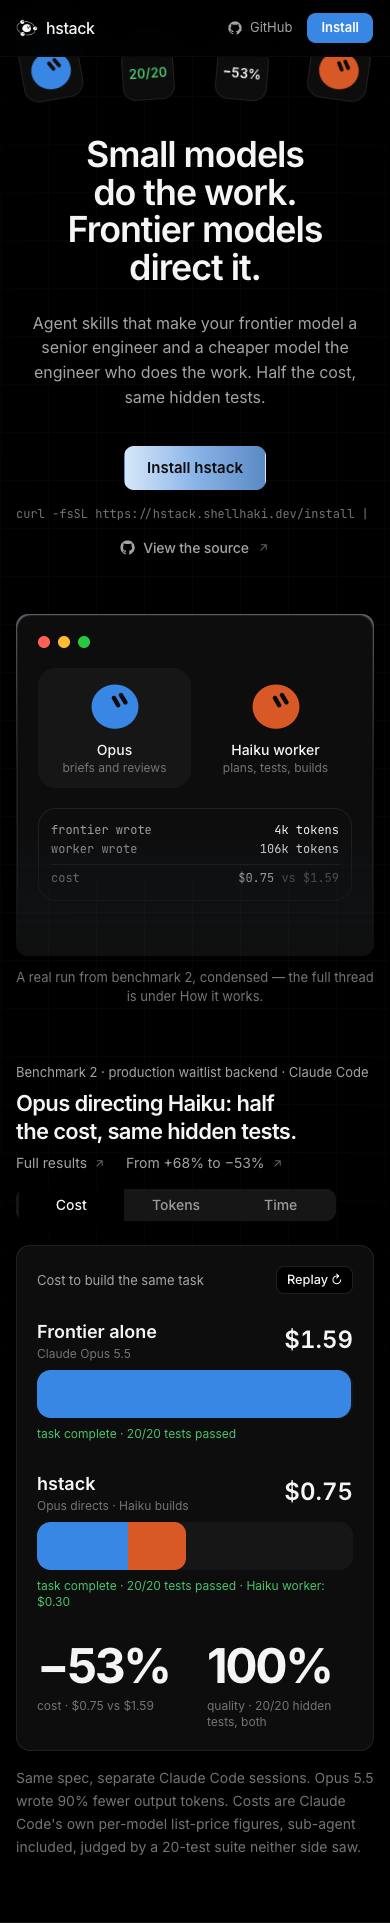 hstack
GitHub
Install
20/20
−53%
Small models
do the work.
Frontier models
direct it.
Agent skills that make your frontier model a
senior engineer and a cheaper model the
engineer who does the work. Half the cost,
same hidden tests.
Install hstack
curl -fsSL https://hstack.shellhaki.dev/install |
View the source ↗
Opus
briefs and reviews
Haiku worker
plans, tests, builds
frontier wrote 4k tokens
worker wrote 106k tokens
cost $0.75 vs $1.59
A real run from benchmark 2, condensed — the full thread
is under How it works.
Benchmark 2 · production waitlist backend · Claude Code
Opus directing Haiku: half
the cost, same hidden tests.
Full results ↗ From +68% to −53% ↗
Cost Tokens Time
Cost to build the same task
Replay ↻
Frontier alone
$1.59
Claude Opus 5.5
task complete · 20/20 tests passed
hstack
$0.75
Opus directs · Haiku builds
task complete · 20/20 tests passed · Haiku worker:
$0.30
−53%
cost · $0.75 vs $1.59
100%
quality · 20/20 hidden
tests, both
Same spec, separate Claude Code sessions. Opus 5.5
wrote 90% fewer output tokens. Costs are Claude
Code's own per-model list-price figures, sub-agent
included, judged by a 20-test suite neither side saw.